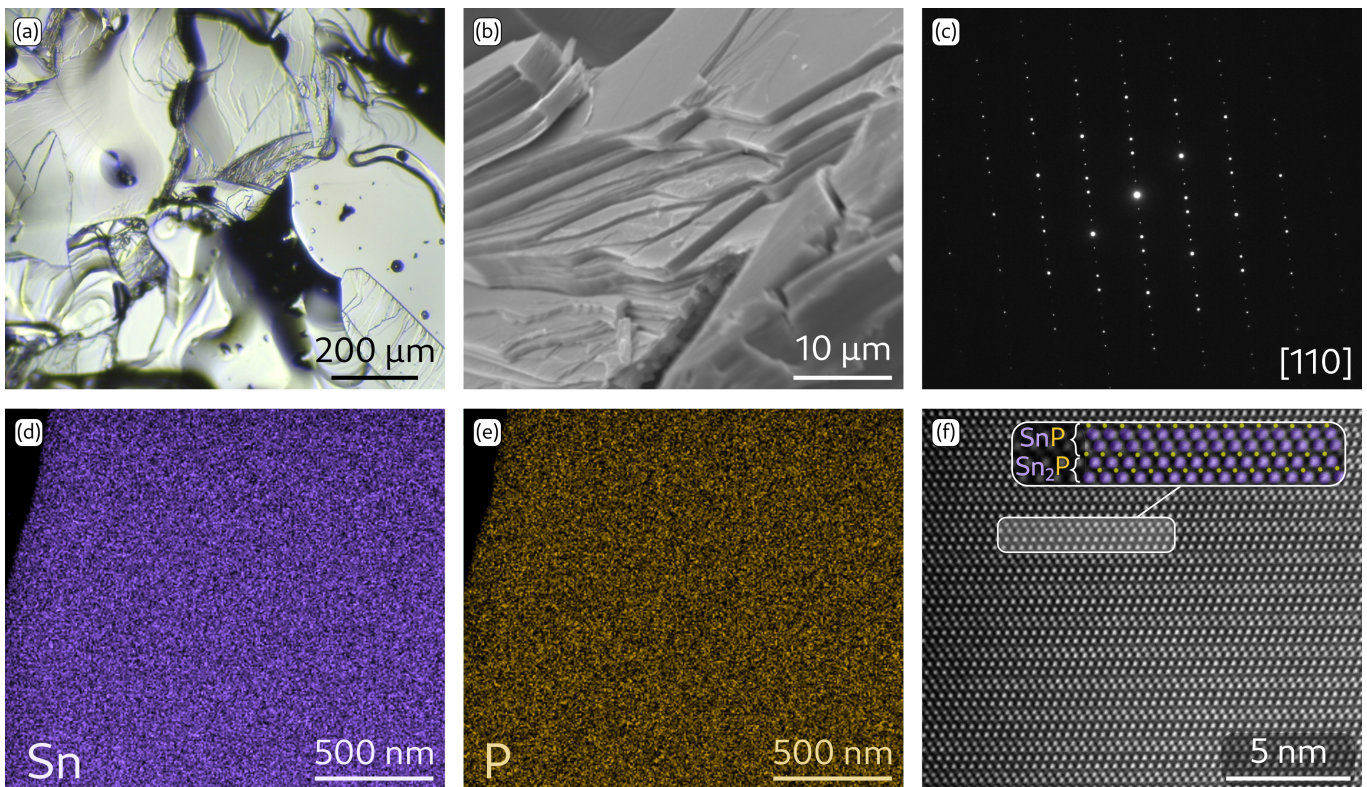 (a)
200 µm
(b)
10 µm
(c)
[110]
(d)
Sn
500 nm
(e)
P
500 nm
(f)
SnP
Sn₂P
5 nm